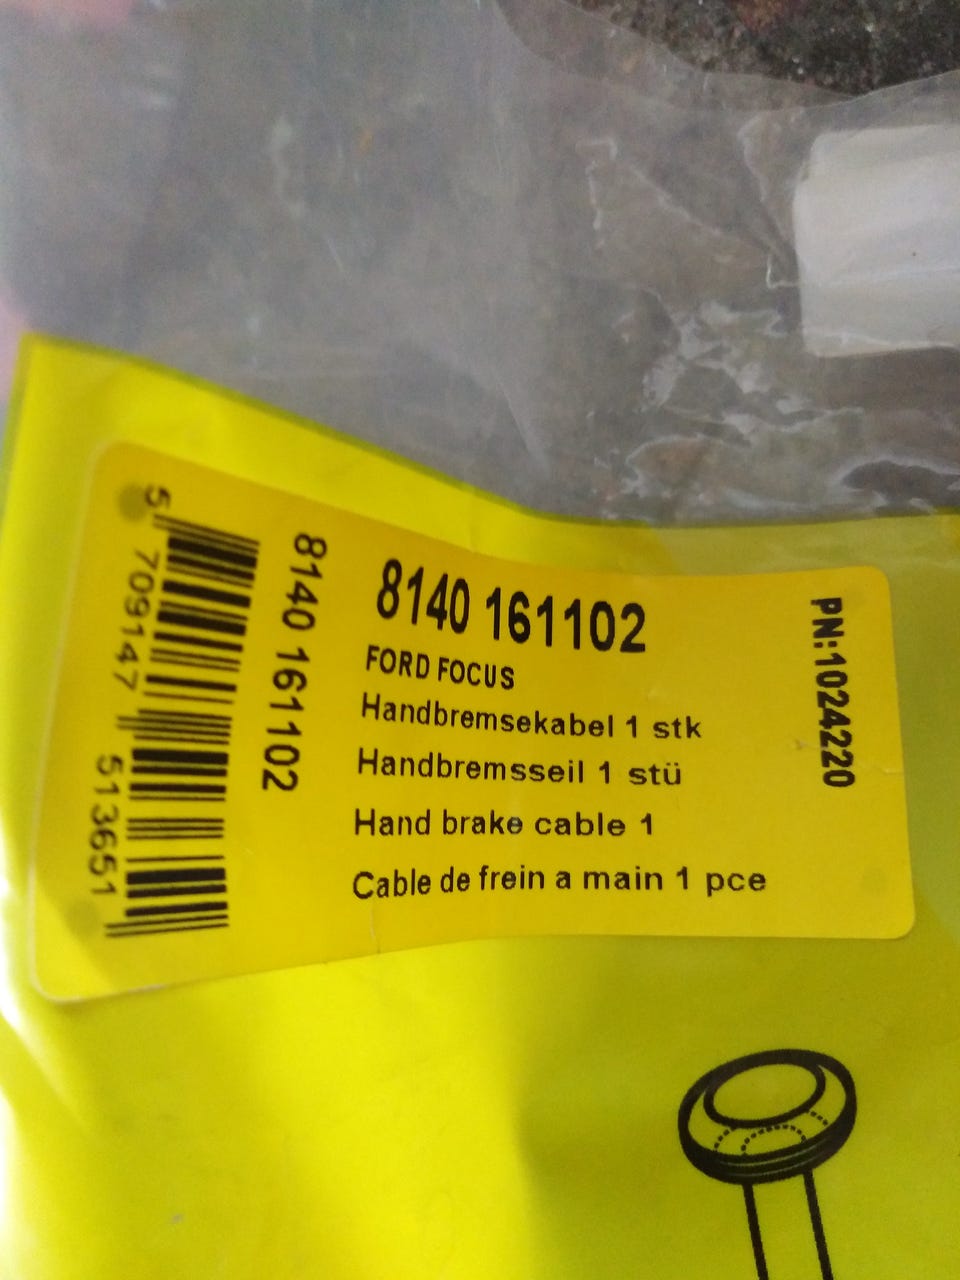 8140 161102
FORD FOCUS
Handbremsekabel 1 stk
Handbremsseil 1 stü
Hand brake cable 1
Cable de frein a main 1 pce
PN:1024220
8140 161102
5 709147 513651